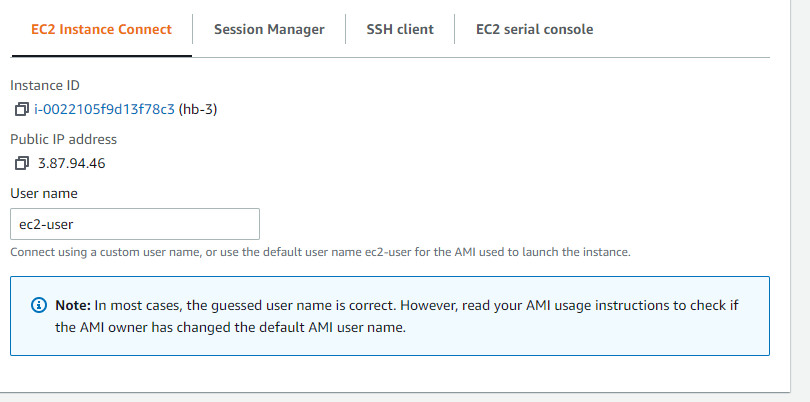 EC2 Instance Connect
Session Manager
SSH client
EC2 serial console
Instance ID
i-0022105f9d13f78c3 (hb-3)
Public IP address
3.87.94.46
User name
ec2-user
Connect using a custom user name, or use the default user name ec2-user for the AMI used to launch the instance.
Note: In most cases, the guessed user name is correct. However, read your AMI usage instructions to check if
the AMI owner has changed the default AMI user name.